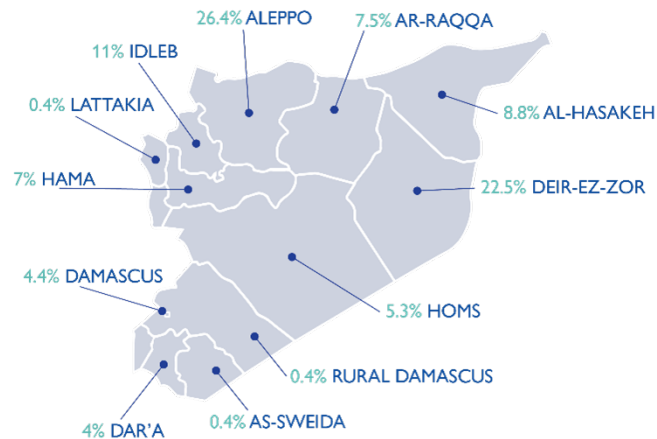 26.4% ALEPPO
7.5% AR-RAQQA
11% IDLEB
0.4% LATTAKIA
8.8% AL-HASAKEH
7% HAMA
22.5% DEIR-EZ-ZOR
4.4% DAMASCUS
5.3% HOMS
0.4% RURAL DAMASCUS
0.4% AS-SWEIDA
4% DAR'A